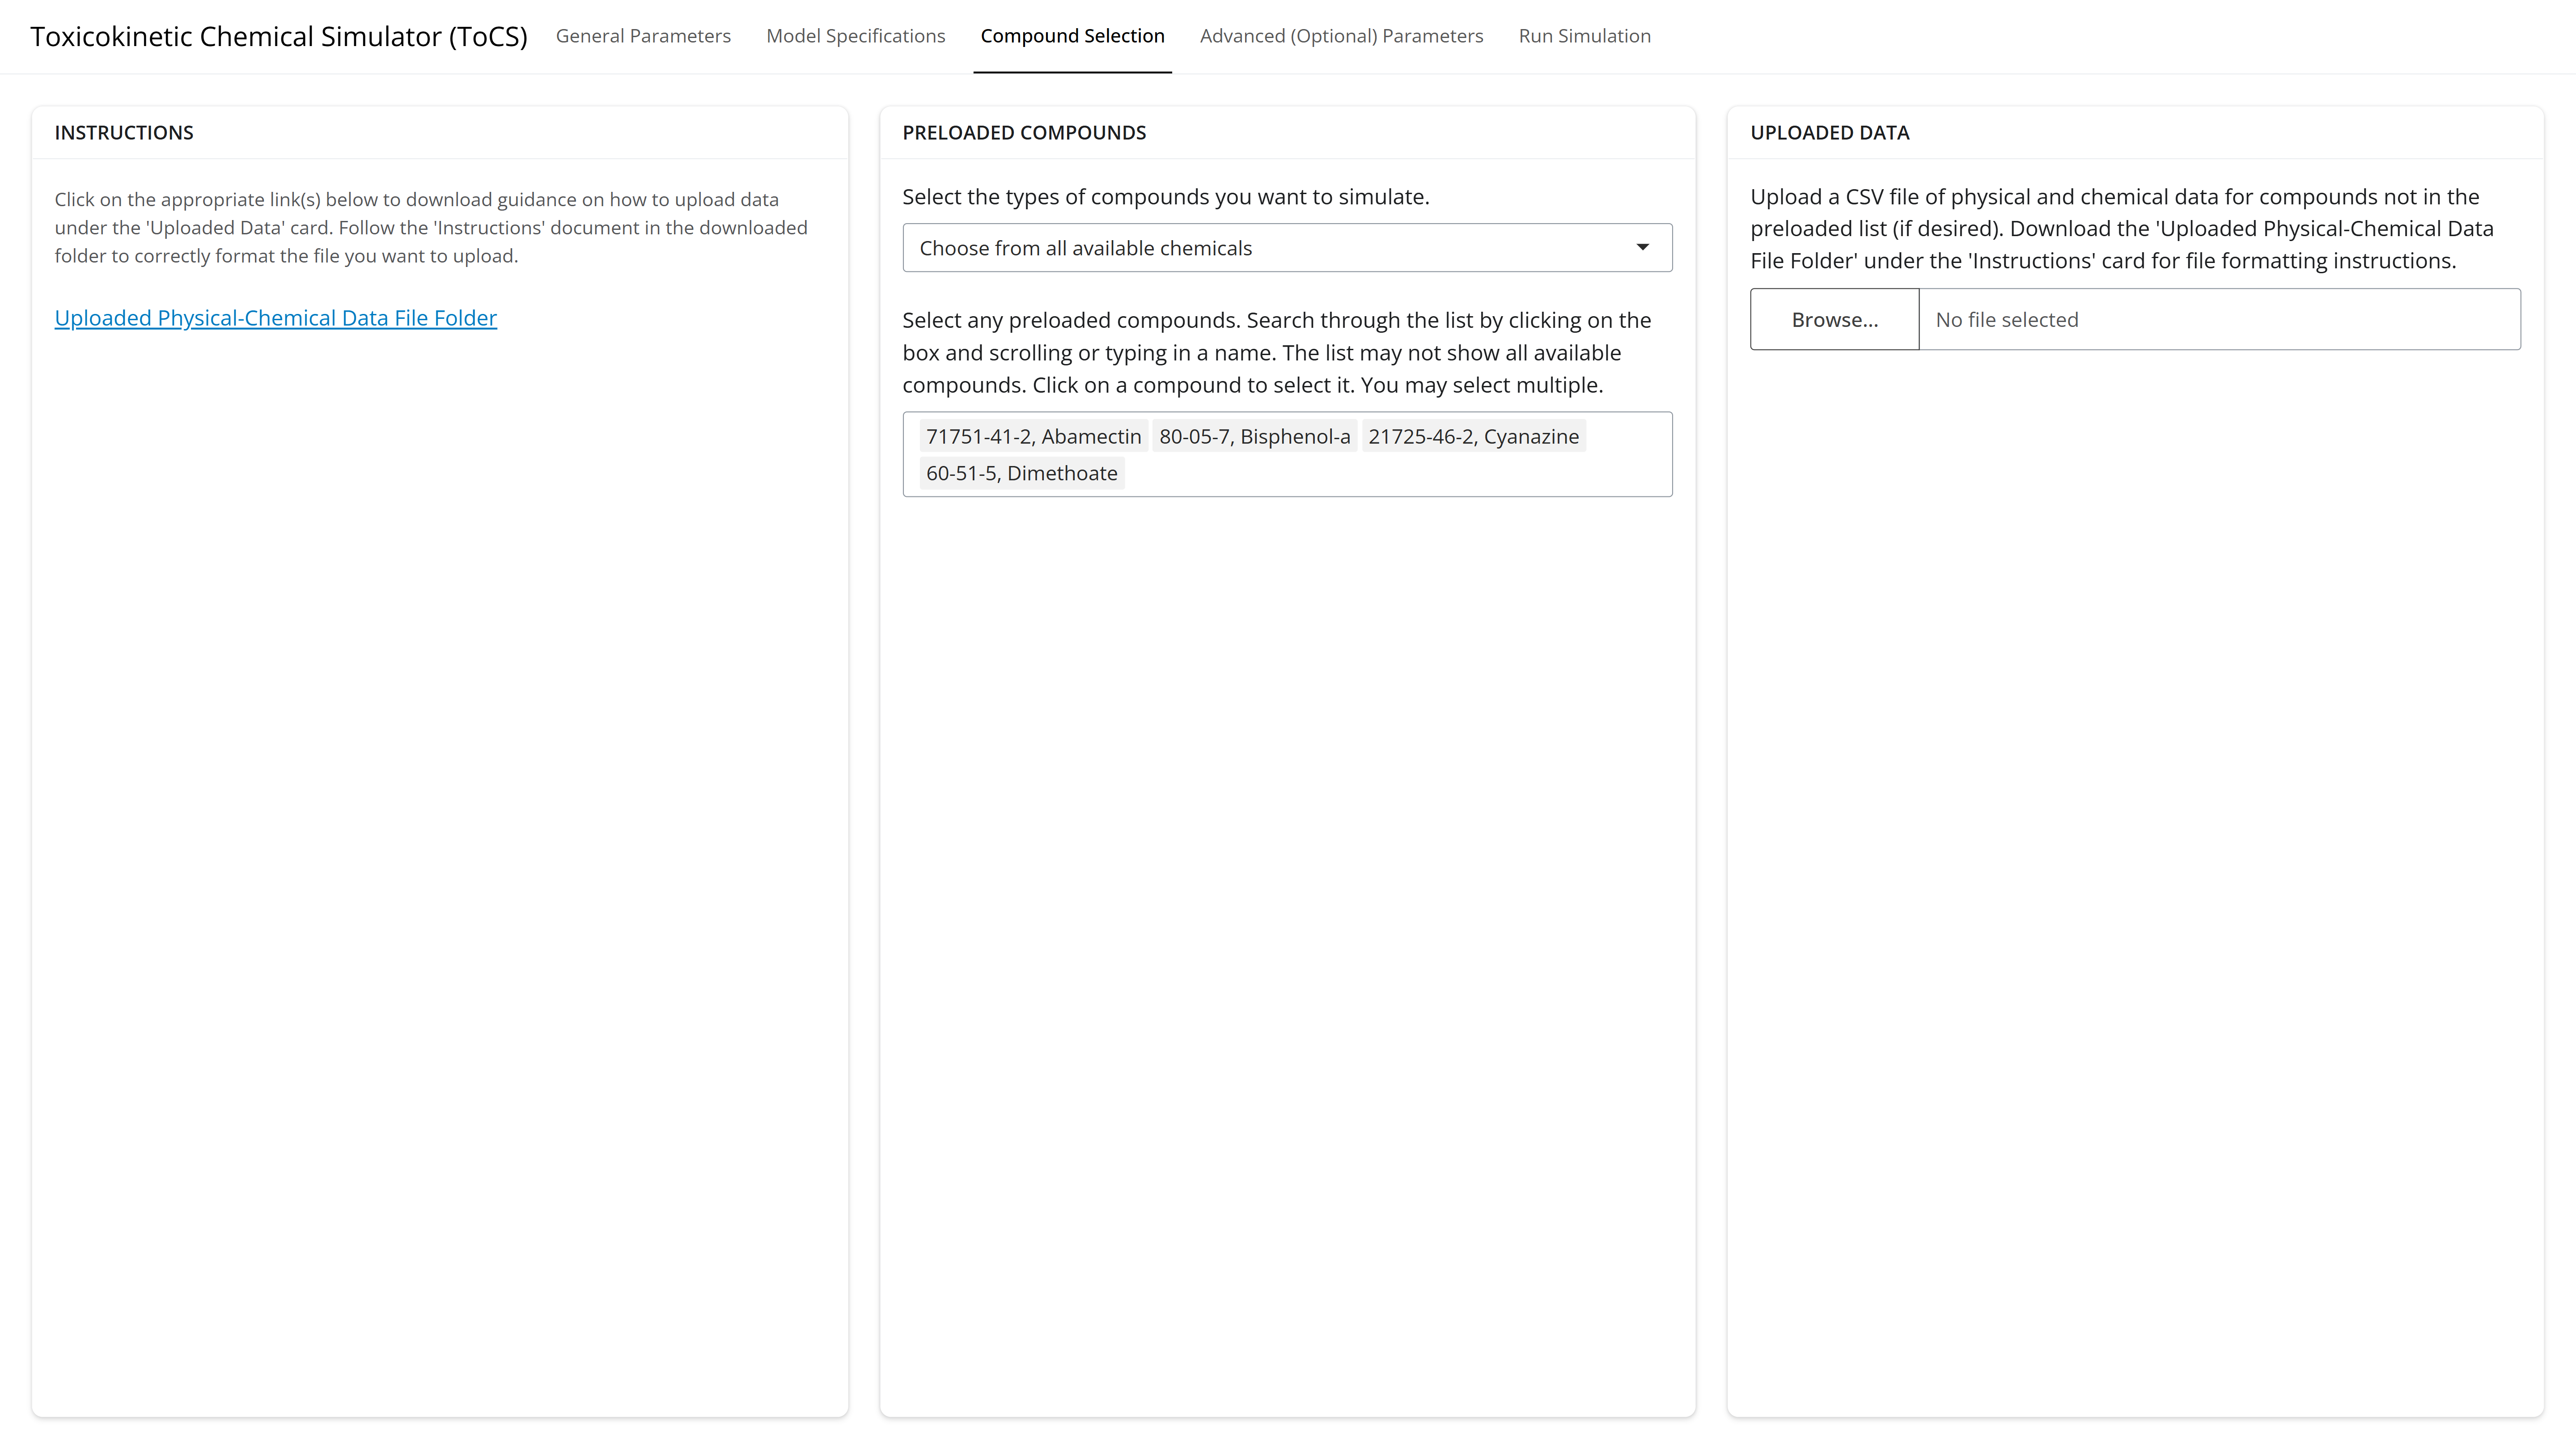 Toxicokinetic Chemical Simulator (ToCS)
General Parameters
Model Specifications
Compound Selection
Advanced (Optional) Parameters
Run Simulation
INSTRUCTIONS
Click on the appropriate link(s) below to download guidance on how to upload data
under the 'Uploaded Data' card. Follow the 'Instructions' document in the downloaded
folder to correctly format the file you want to upload.
Uploaded Physical-Chemical Data File Folder
PRELOADED COMPOUNDS
Select the types of compounds you want to simulate.
Choose from all available chemicals
Select any preloaded compounds. Search through the list by clicking on the
box and scrolling or typing in a name. The list may not show all available
compounds. Click on a compound to select it. You may select multiple.
71751-41-2, Abamectin 80-05-7, Bisphenol-a 21725-46-2, Cyanazine
60-51-5, Dimethoate
UPLOADED DATA
Upload a CSV file of physical and chemical data for compounds not in the
preloaded list (if desired). Download the 'Uploaded Physical-Chemical Data
File Folder' under the 'Instructions' card for file formatting instructions.
Browse... No file selected